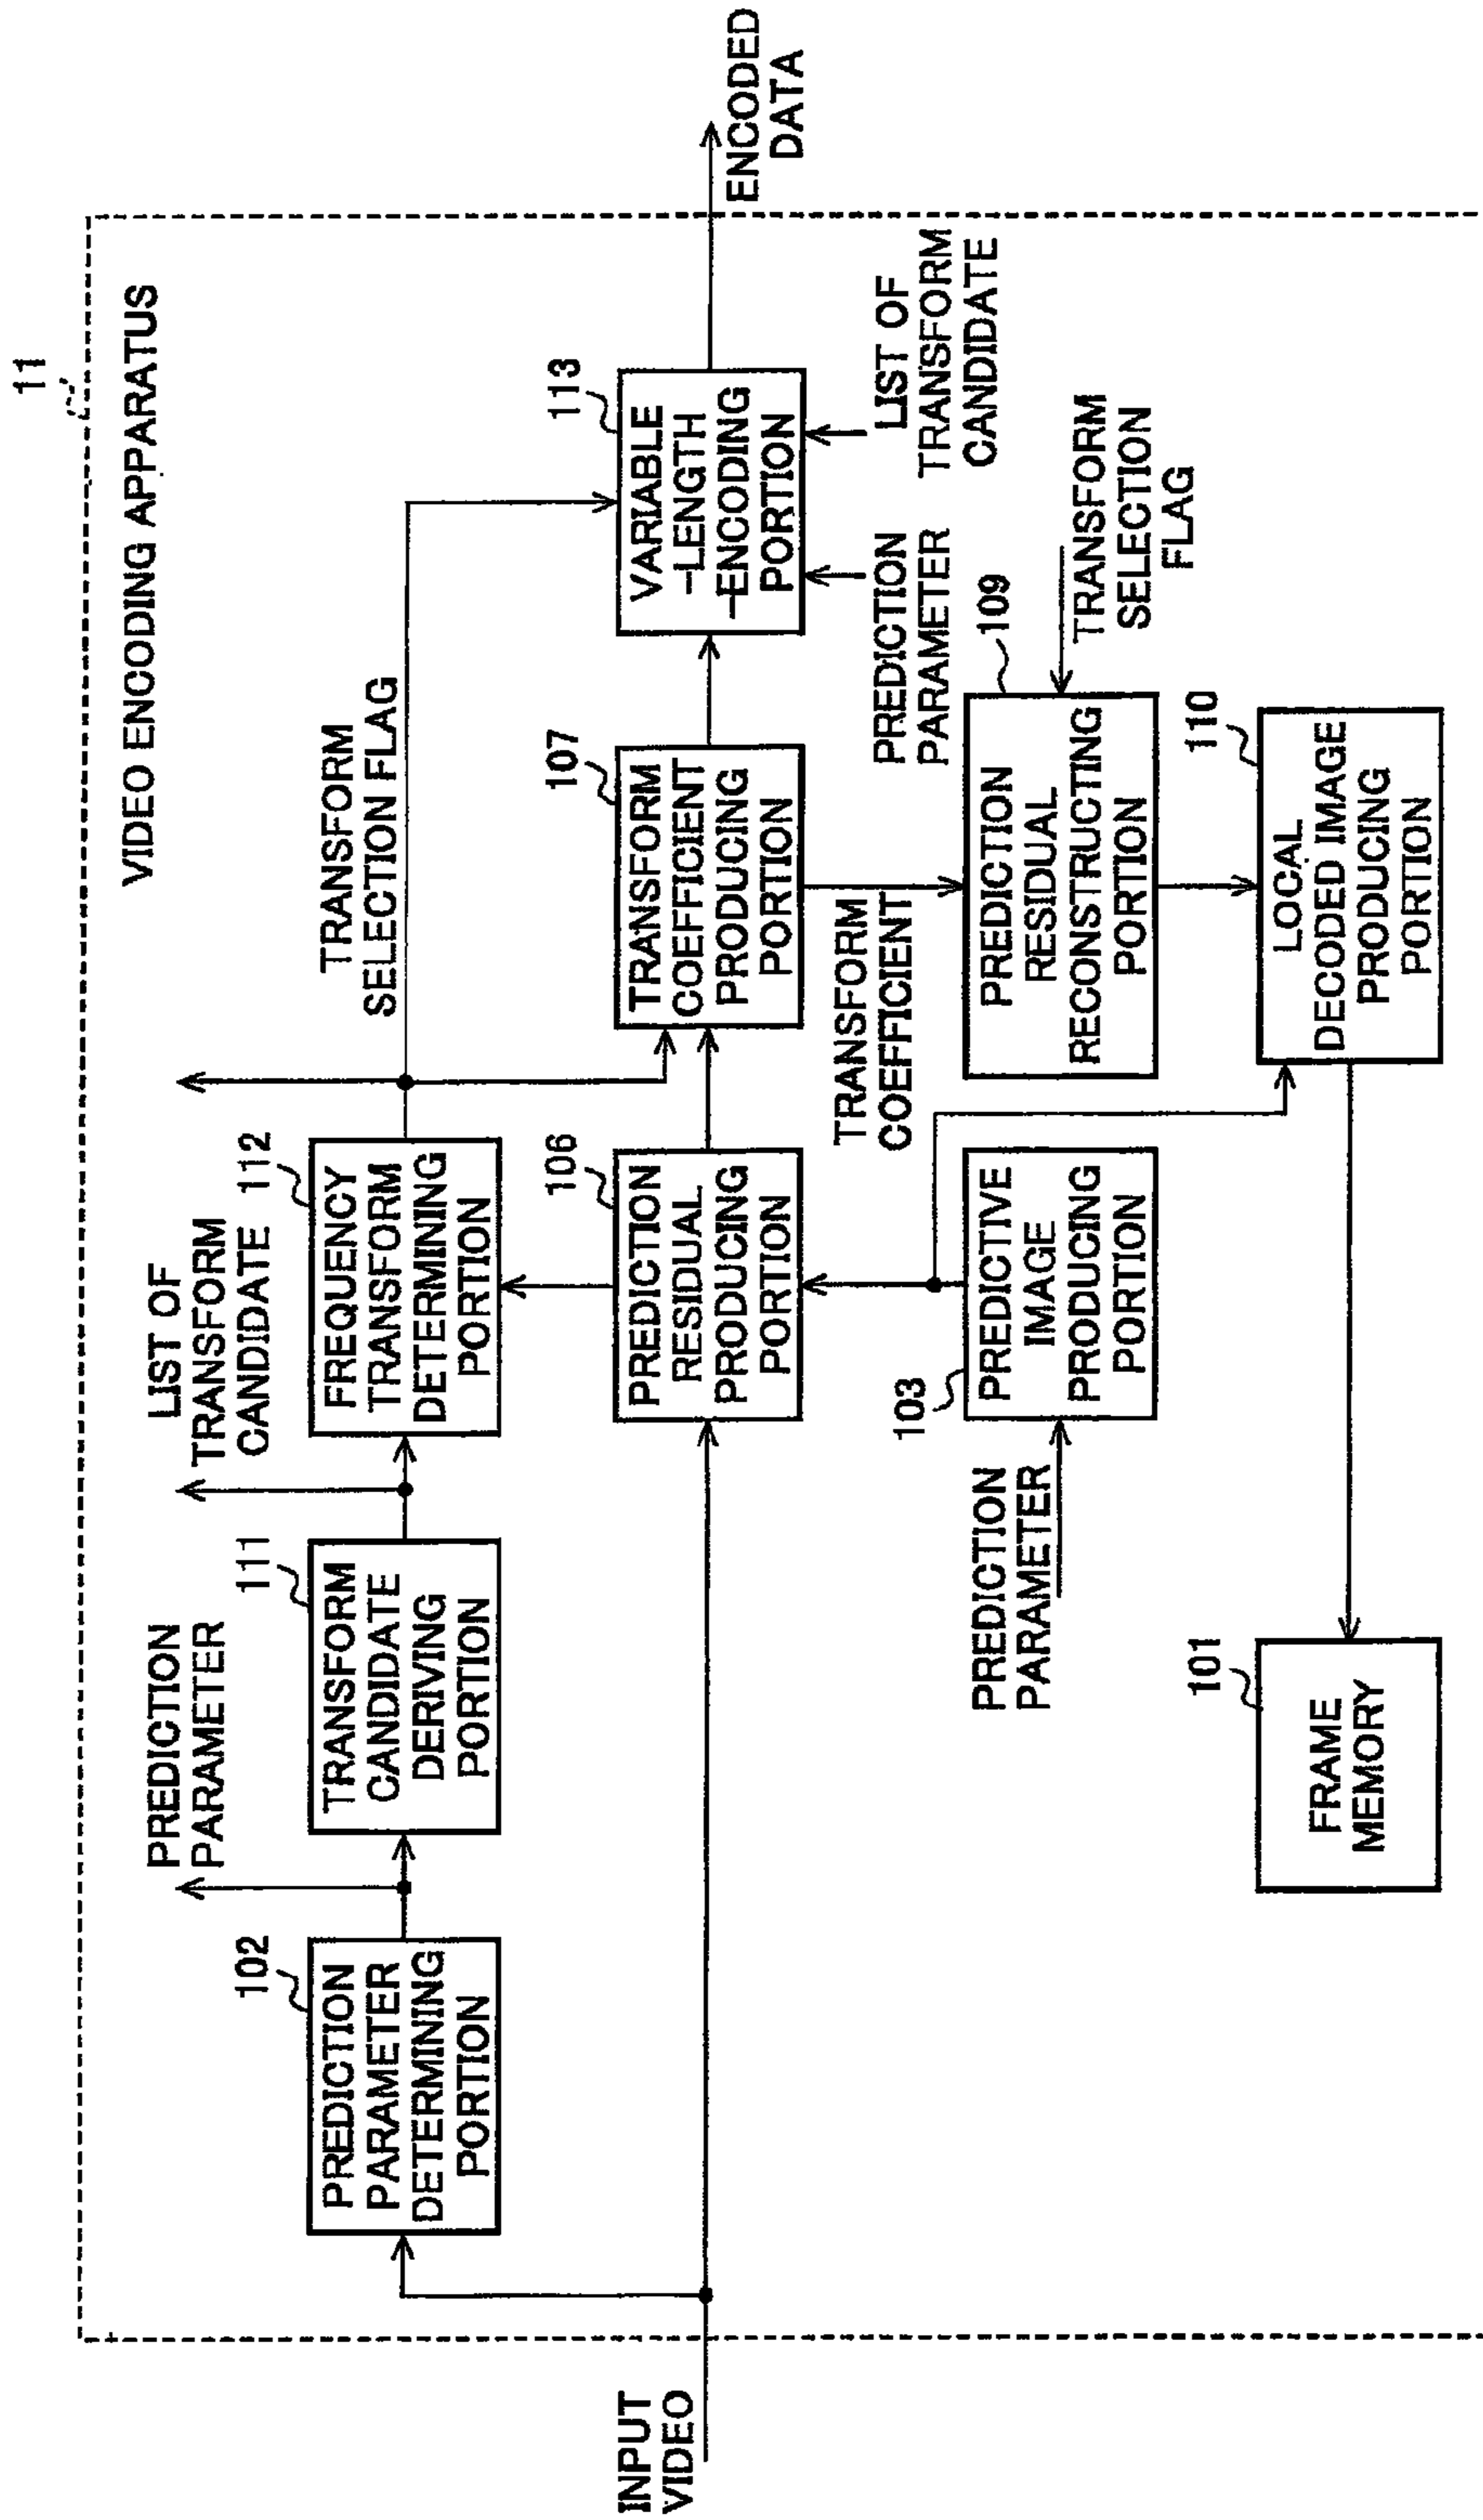 11
VIDEO ENCODING APPARATUS
PREDICTION
PARAMETER
LIST OF
TRANSFORM
CANDIDATE
TRANSFORM
SELECTION FLAG
102
PREDICTION
PARAMETER
DETERMINING
PORTION
111
TRANSFORM
CANDIDATE
DERIVING
PORTION
112
FREQUENCY
TRANSFORM
DETERMINING
PORTION
INPUT
VIDEO
106
PREDICTION
RESIDUAL
PRODUCING
PORTION
107
TRANSFORM
COEFFICIENT
PRODUCING
PORTION
113
VARIABLE
-LENGTH
-ENCODING
PORTION
ENCODED
DATA
TRANSFORM
COEFFICIENT
PREDICTION
PARAMETER
LIST OF
TRANSFORM
CANDIDATE
PREDICTION
PARAMETER
103
PREDICTIVE
IMAGE
PRODUCING
PORTION
109
PREDICTION
RESIDUAL
RECONSTRUCTING
PORTION
TRANSFORM
SELECTION
FLAG
101
FRAME
MEMORY
110
LOCAL
DECODED IMAGE
PRODUCING
PORTION